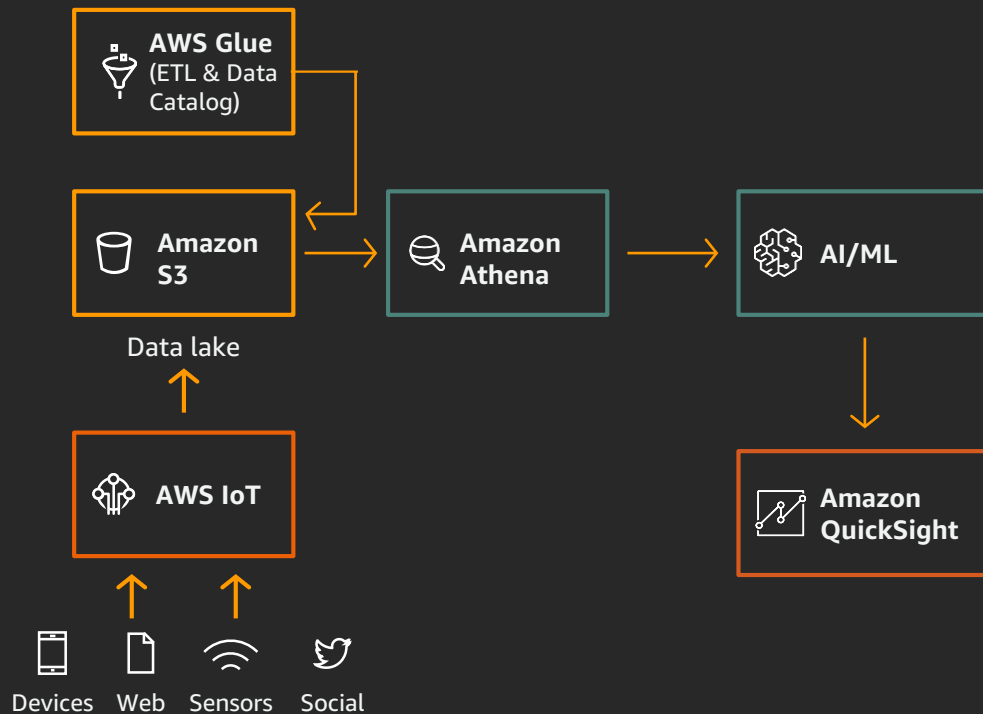 AWS Glue
(ETL & Data
Catalog)
Amazon
S3
Data lake
Amazon
Athena
AI/ML
AWS IoT
Amazon
QuickSight
Devices
Web
Sensors
Social